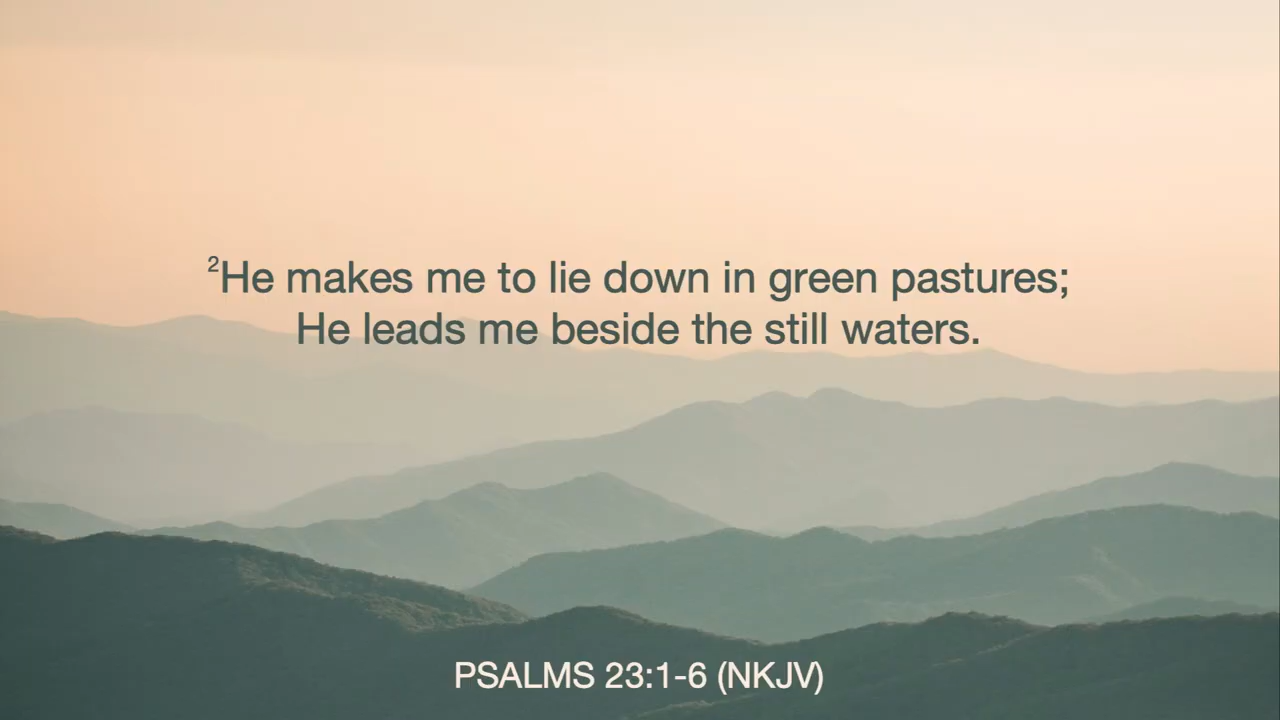 ²He makes me to lie down in green pastures;
He leads me beside the still waters.
PSALMS 23:1-6 (NKJV)